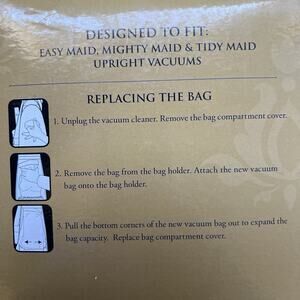 DESIGNED TO FIT:
EASY MAID, MIGHTY MAID & TIDY MAID
UPRIGHT VACUUMS
REPLACING THE BAG
1. Unplug the vacuum cleaner. Remove the bag compartment cover.
2. Remove the bag from the bag holder. Attach the new vacuum
bag onto the bag holder.
3. Pull the bottom corners of the new vacuum bag out to expand the
bag capacity. Replace compartment cover.